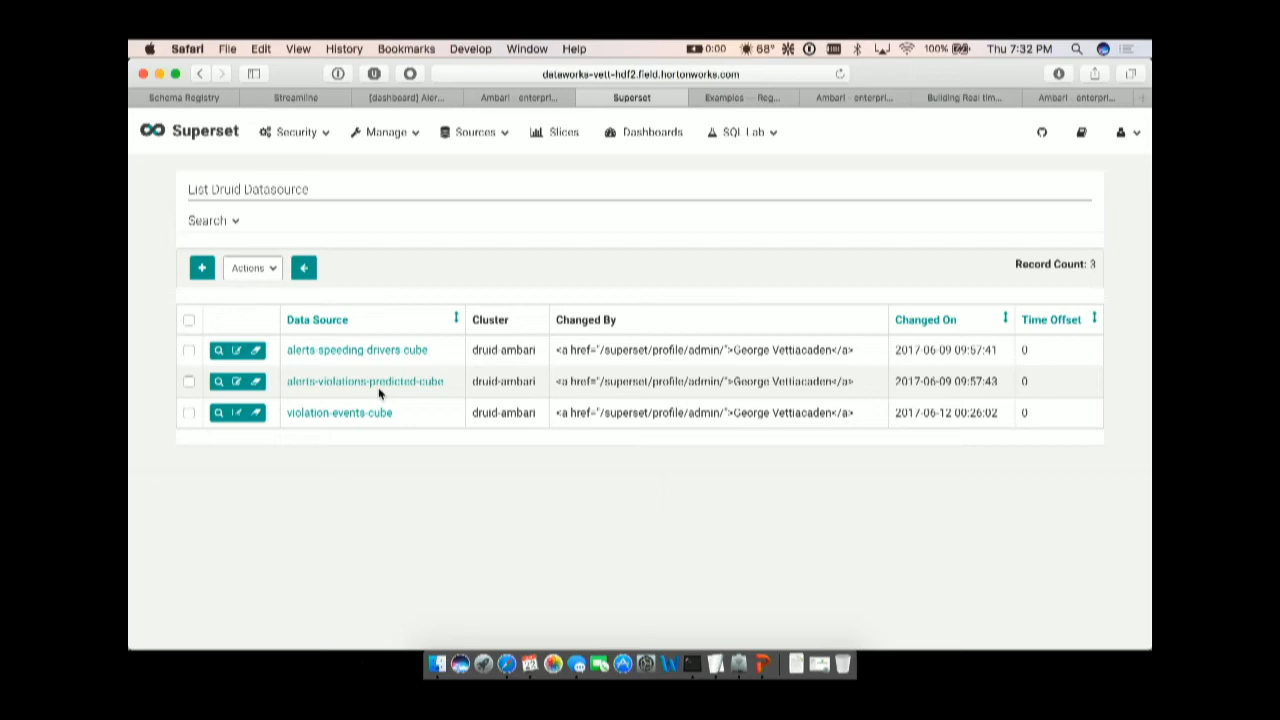 Safari File Edit View History Bookmarks Develop Window Help 0:00 68° 100% Thu 7:32 PM
dataworks-vett-hdf2.field.hortonworks.com
Schema Registry Streamline [dashboard] Aler... Ambari - enterpri... Superset Examples — Reg... Ambari - enterpri... Building Real tim... Ambari - enterpri...
Superset Security Manage Sources Slices Dashboards SQL Lab
List Druid Datasource
Search
Actions Record Count: 3
Data Source Cluster Changed By Changed On Time Offset
alerts-speeding-drivers-cube druid-ambari <a href="/superset/profile/admin/">George Vettiacaden</a> 2017-06-09 09:57:41 0
alerts-violations-predicted-cube druid-ambari <a href="/superset/profile/admin/">George Vettiacaden</a> 2017-06-09 09:57:43 0
violation-events-cube druid-ambari <a href="/superset/profile/admin/">George Vettiacaden</a> 2017-06-12 00:26:02 0